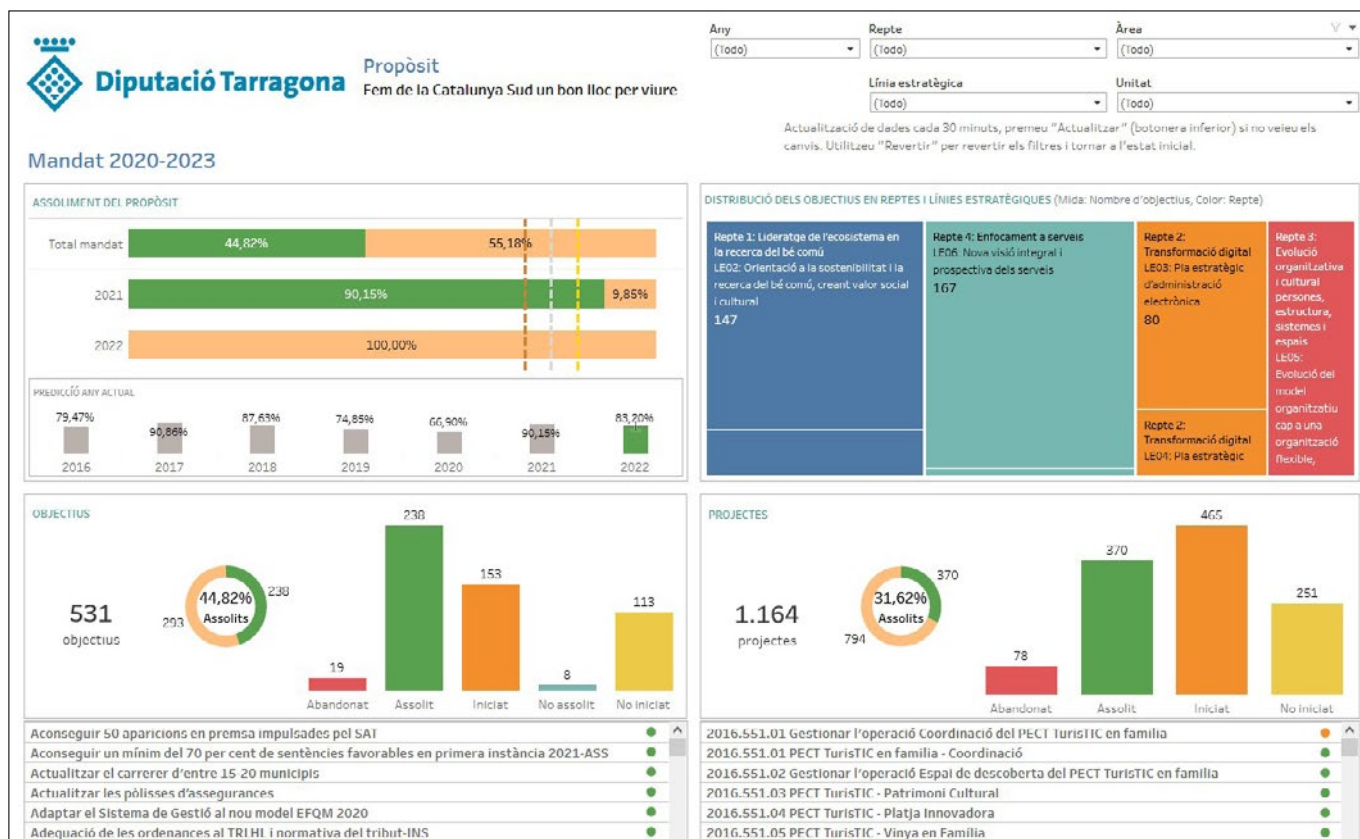 Diputació Tarragona
Propòsit
Fem de la Catalunya Sud un bon lloc per viure
Any
(Todo)
Repte
(Todo)
Àrea
(Todo)
Línia estratègica
(Todo)
Unitat
(Todo)
Actualització de dades cada 30 minuts, premeu "Actualitzar" (botonera inferior) si no veieu els
canvis. Utilitzeu "Revertir" per revertir els filtres i tornar a l'estat inicial.
Mandat 2020-2023
ASSOLIMENT DEL PROPÒSIT
Total mandat
44,82%
55,18%
2021
90,15%
9,85%
2022
100,00%
PREDICCÍÓ ANY ACTUAL
79,47%
90,86%
87,63%
74,85%
66,90%
90,15%
83,20%
2016
2017
2018
2019
2020
2021
2022
DISTRIBUCIÓ DELS OBJECTIUS EN REPTES I LÍNIES ESTRATÈGIQUES (Mida: Nombre d'objectius, Color: Repte)
Repte 1: Lideratge de l'ecosistema en
la recerca del bé comú
LE02: Orientació a la sostenibilitat i la
recerca del bé comú, creant valor social
i cultural
147
Repte 4: Enfocament a serveis
LE06: Nova visió integral i
prospectiva dels serveis
167
Repte 2:
Transformació digital
LE03: Pla estratègic
d'administració
electrònica
80
Repte 2:
Transformació digital
LE04: Pla estratègic
Repte 3:
Evolució
organitzativa
i cultural
persones,
estructura,
sistemes i
espais
LE05:
Evolució del
model
organitzatiu
cap a una
organització
flexible,
OBJECTIUS
531
objectius
44,82%
Assolits
238
293
19
238
153
8
113
Abandonat
Assolit
Iniciat
No assolit
No iniciat
PROJECTES
1.164
projectes
31,62%
Assolits
370
794
78
370
465
251
Abandonat
Assolit
Iniciat
No iniciat
Aconseguir 50 aparicions en premsa impulsades pel SAT
Aconseguir un mínim del 70 per cent de sentències favorables en primera instància 2021-ASS
Actualitzar el carrerer d'entre 15-20 municipis
Actualitzar les pòlisses d'assegurances
Adaptar el Sistema de Gestió al nou model EFQM 2020
Adequació de les ordenances al TRLHL i normativa del tribut-INS
2016.551.01 Gestionar l'operació Coordinació del PECT TurisTIC en família
2016.551.01 PECT TurisTIC en família - Coordinació
2016.551.02 Gestionar l'operació Espai de descoberta del PECT TurisTIC en família
2016.551.03 PECT TurisTIC - Patrimoni Cultural
2016.551.04 PECT TurisTIC - Platja Innovadora
2016.551.05 PECT TurisTIC - Vinya en Família